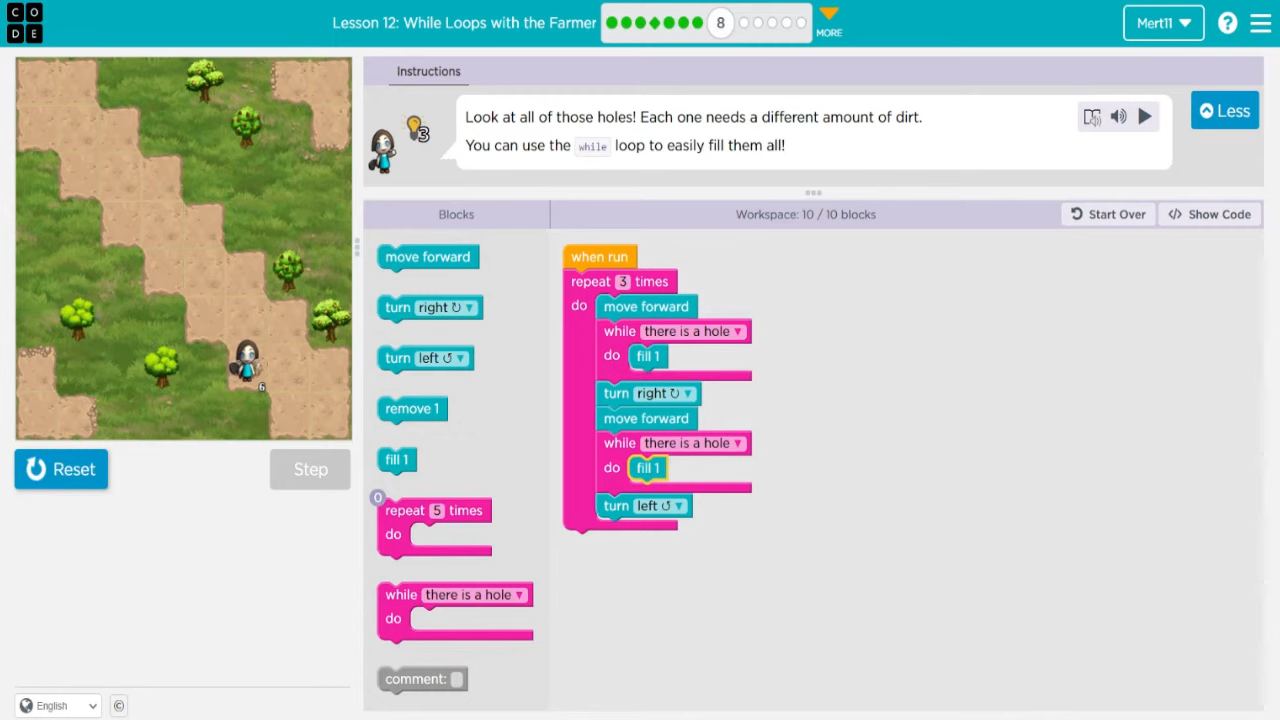 C O
D E
Lesson 12: While Loops with the Farmer
8
MORE
Mert11
?
Instructions
3
Look at all of those holes! Each one needs a different amount of dirt.
You can use the while loop to easily fill them all!
Less
Blocks
Workspace: 10 / 10 blocks
Start Over
</> Show Code
move forward
turn right ↻ ▼
turn left ↺ ▼
remove 1
fill 1
0
repeat 5 times
do
while there is a hole ▼
do
comment:
when run
repeat 3 times
do
move forward
while there is a hole ▼
do fill 1
turn right ↻ ▼
move forward
while there is a hole ▼
do fill 1
turn left ↺ ▼
6
Reset
Step
English
©